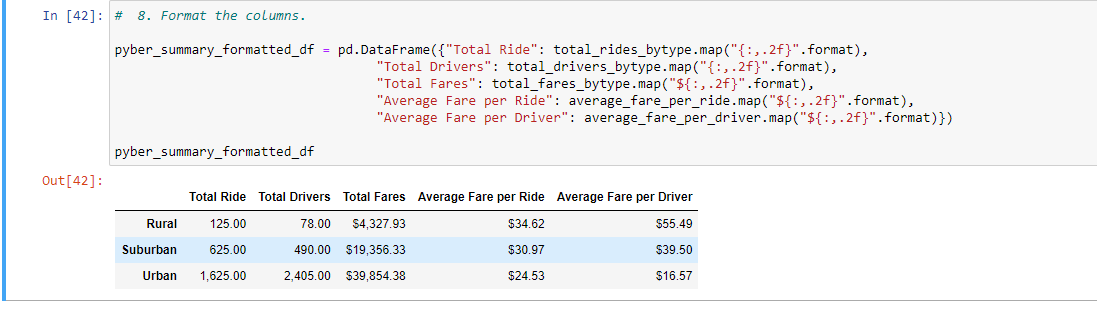 In [42]: #  8. Format the columns.
pyber_summary_formatted_df = pd.DataFrame({"Total Ride": total_rides_bytype.map("{:,.2f}".format),
"Total Drivers": total_drivers_bytype.map("{:,.2f}".format),
"Total Fares": total_fares_bytype.map("${:,.2f}".format),
"Average Fare per Ride": average_fare_per_ride.map("${:,.2f}".format),
"Average Fare per Driver": average_fare_per_driver.map("${:,.2f}".format)})
pyber_summary_formatted_df
Out[42]:
Total Ride Total Drivers Total Fares Average Fare per Ride Average Fare per Driver
Rural 125.00 78.00 $4,327.93 $34.62 $55.49
Suburban 625.00 490.00 $19,356.33 $30.97 $39.50
Urban 1,625.00 2,405.00 $39,854.38 $24.53 $16.57